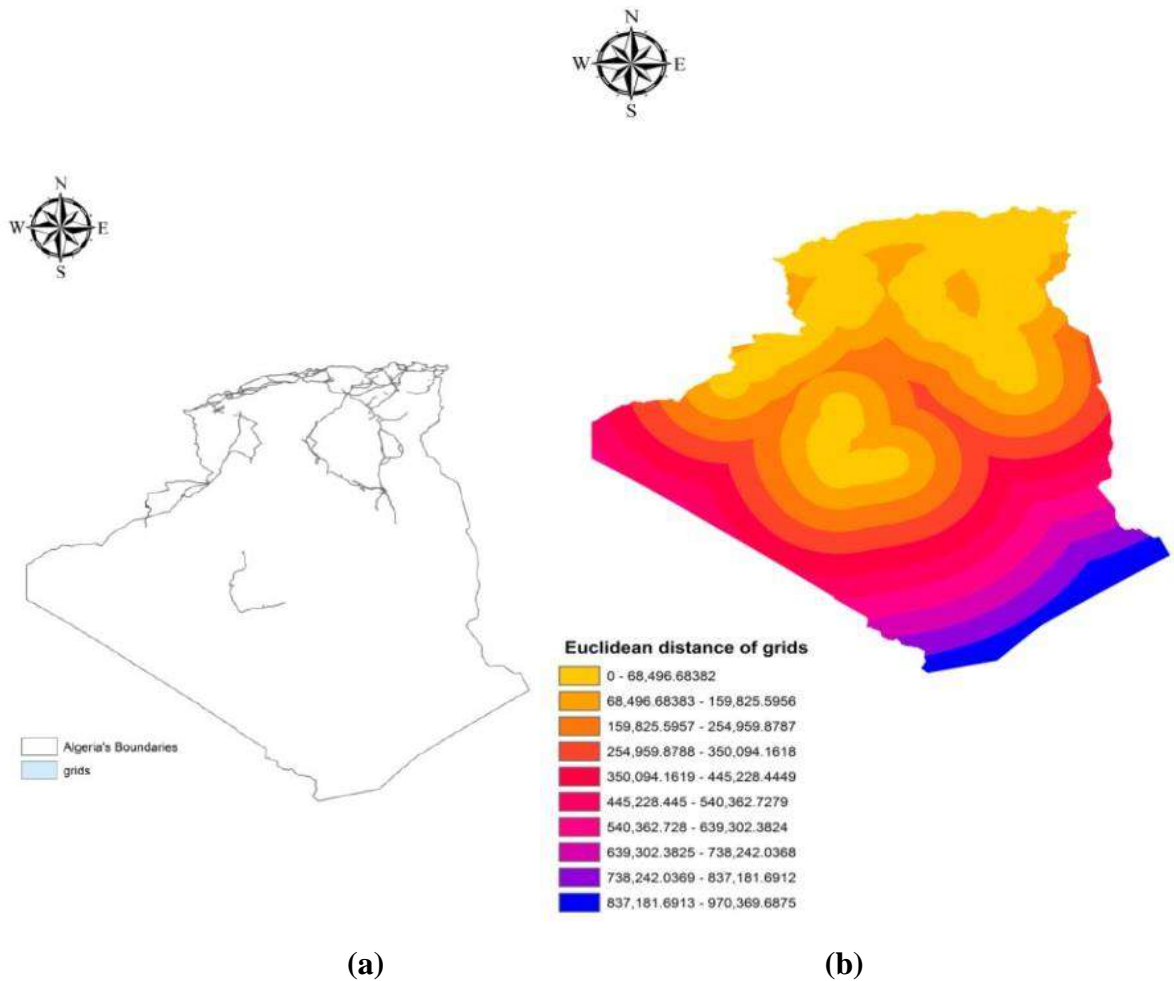 N
W E
S
N
W E
S
Algeria's Boundaries
grids
Euclidean distance of grids
0 - 68,496.68382
68,496.68383 - 159,825.5956
159,825.5957 - 254,959.8787
254,959.8788 - 350,094.1618
350,094.1619 - 445,228.4449
445,228.445 - 540,362.7279
540,362.728 - 639,302.3824
639,302.3825 - 738,242.0368
738,242.0369 - 837,181.6912
837,181.6913 - 970,369.6875
(a) (b)